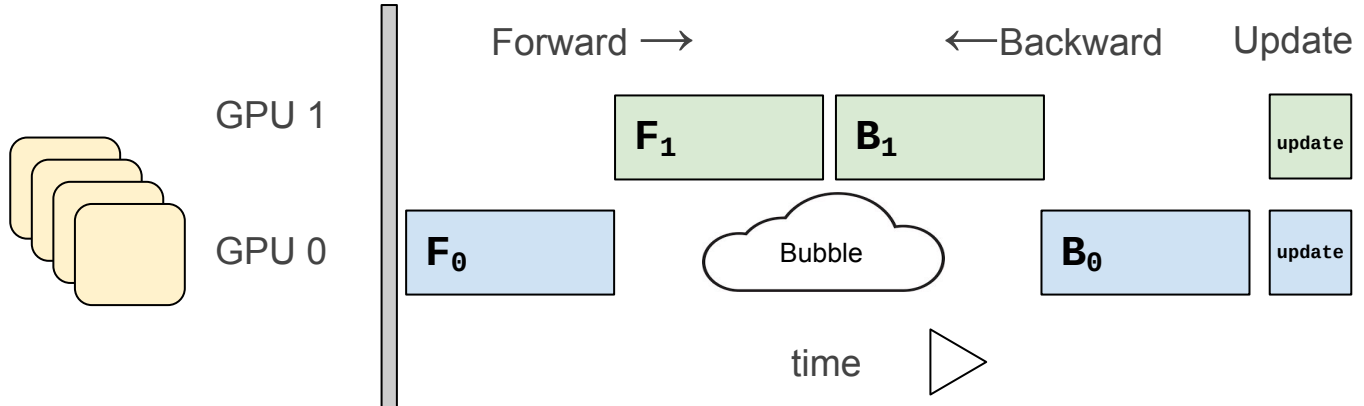 Forward → ←Backward Update
GPU 1 F₁ B₁ update
GPU 0 F₀ Bubble B₀ update
time